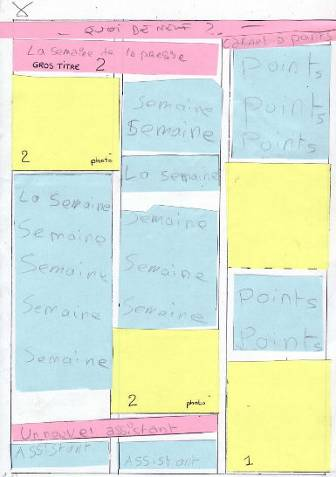 QUOI DE NEUF ?
Carnet à points
La semaine de la presse
GROS TITRE 2
2 photo
La Semaine
Semaine
Semaine
Semaine
Semaine
Semaine
Semaine
La semaine
Semaine
Semaine
Semaine
2 photo
Un nouvel assistant
Assistant
Assistant
Points
Points
Points
Points
Points
1